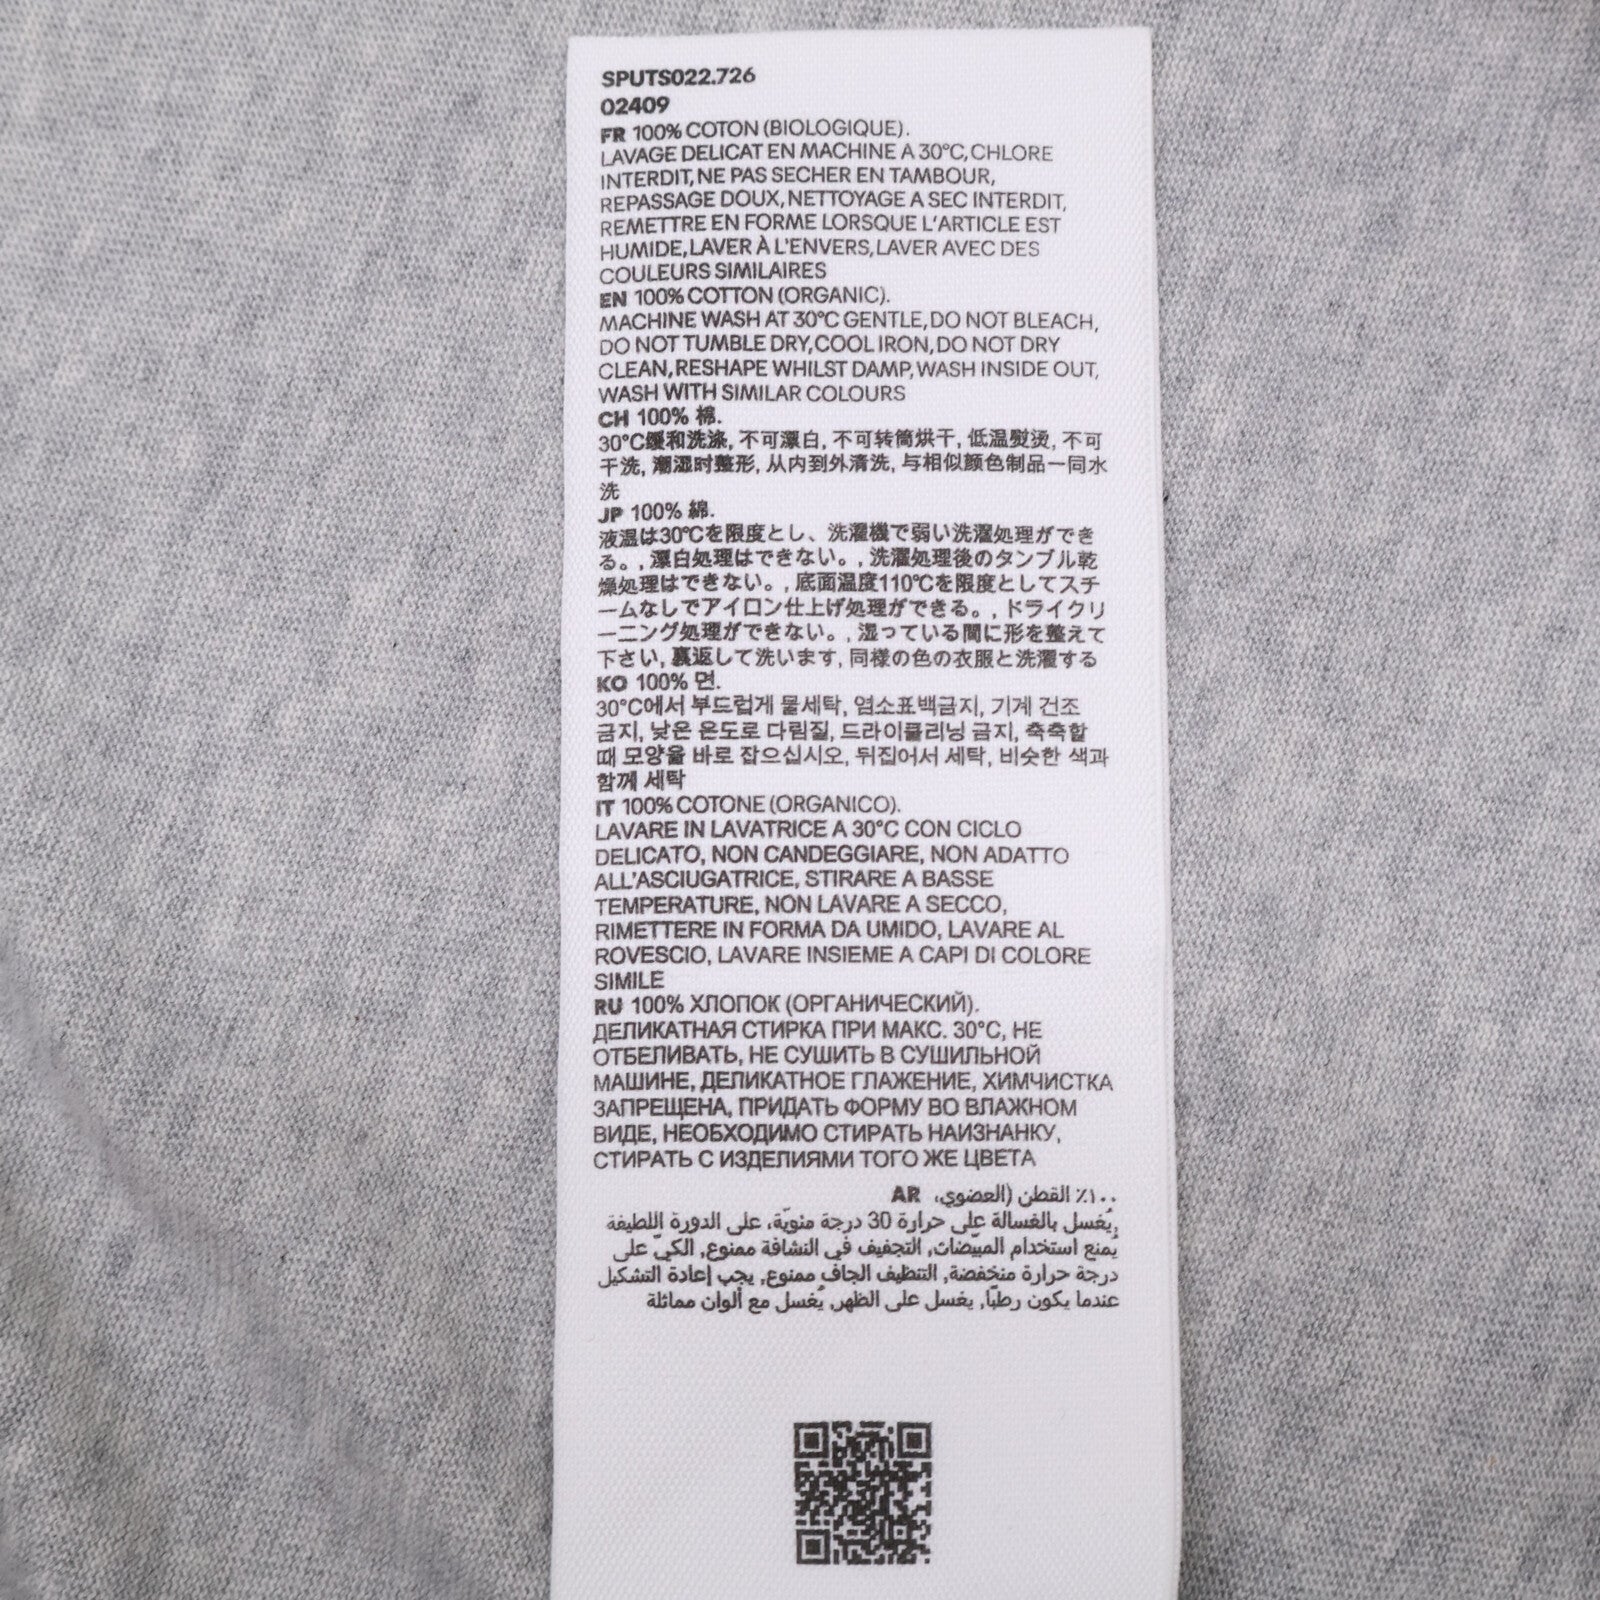 SPUTS022.726
02409
FR 100% COTON (BIOLOGIQUE).
LAVAGE DELICAT EN MACHINE A 30°C, CHLORE
INTERDIT, NE PAS SECHER EN TAMBOUR,
REPASSAGE DOUX, NETTOYAGE A SEC INTERDIT,
REMETTRE EN FORME LORSQUE L'ARTICLE EST
HUMIDE, LAVER À L'ENVERS, LAVER AVEC DES
COULEURS SIMILAIRES
EN 100% COTTON (ORGANIC).
MACHINE WASH AT 30°C GENTLE, DO NOT BLEACH,
DO NOT TUMBLE DRY, COOL IRON, DO NOT DRY
CLEAN, RESHAPE WHILST DAMP, WASH INSIDE OUT,
WASH WITH SIMILAR COLOURS
CH 100% 棉.
30°C缓和洗涤, 不可漂白, 不可转筒烘干, 低温熨烫, 不可
干洗, 潮湿时整形, 从内到外清洗, 与相似颜色制品一同水
洗
JP 100% 綿.
液温は30℃を限度とし、洗濯機で弱い洗濯処理ができ
る。, 漂白処理はできない。, 洗濯処理後のタンブル乾
燥処理はできない。, 底面温度110℃を限度としてスチ
ームなしでアイロン仕上げ処理ができる。, ドライクリ
ーニング処理ができない。, 湿っている間に形を整えて
下さい, 裏返して洗います, 同様の色の衣服と洗濯する
KO 100% 면.
30°C에서 부드럽게 물세탁, 염소표백금지, 기계 건조
금지, 낮은 온도로 다림질, 드라이클리닝 금지, 축축할
때 모양을 바로 잡으십시오, 뒤집어서 세탁, 비슷한 색과
함께 세탁
IT 100% COTONE (ORGANICO).
LAVARE IN LAVATRICE A 30°C CON CICLO
DELICATO, NON CANDEGGIARE, NON ADATTO
ALL'ASCIUGATRICE, STIRARE A BASSE
TEMPERATURE, NON LAVARE A SECCO,
RIMETTERE IN FORMA DA UMIDO, LAVARE AL
ROVESCIO, LAVARE INSIEME A CAPI DI COLORE
SIMILE
RU 100% ХЛОПОК (ОРГАНИЧЕСКИЙ).
ДЕЛИКАТНАЯ СТИРКА ПРИ МАКС. 30°C, НЕ
ОТБЕЛИВАТЬ, НЕ СУШИТЬ В СУШИЛЬНОЙ
МАШИНЕ, ДЕЛИКАТНОЕ ГЛАЖЕНИЕ, ХИМЧИСТКА
ЗАПРЕЩЕНА, ПРИДАТЬ ФОРМУ ВО ВЛАЖНОМ
ВИДЕ, НЕОБХОДИМО СТИРАТЬ НАИЗНАНКУ,
СТИРАТЬ С ИЗДЕЛИЯМИ ТОГО ЖЕ ЦВЕТА
١٠٠٪ القطن (العضوي، AR
يُغسل بالغسالة على حرارة 30 درجة مئويّة، على الدورة اللطيفة,
يُمنع استخدام المبيّضات, التجفيف في النشافة ممنوع, الكيّ على
درجة حرارة منخفضة, التنظيف الجاف ممنوع, يجب إعادة التشكيل
عندما يكون رطبًا, يغسل على الظهر, يُغسل مع ألوان مماثلة